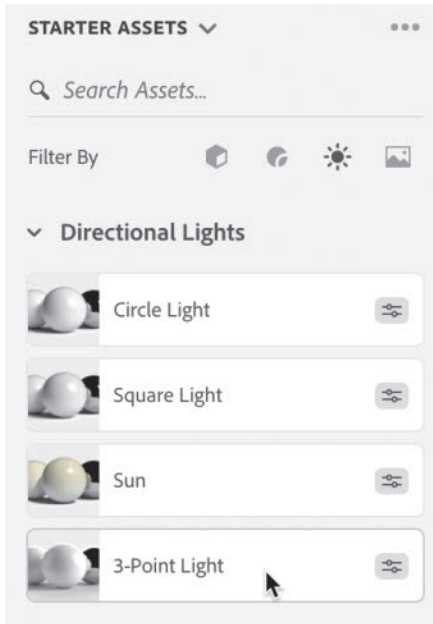 STARTER ASSETS
Search Assets...
Filter By
Directional Lights
Circle Light
Square Light
Sun
3-Point Light